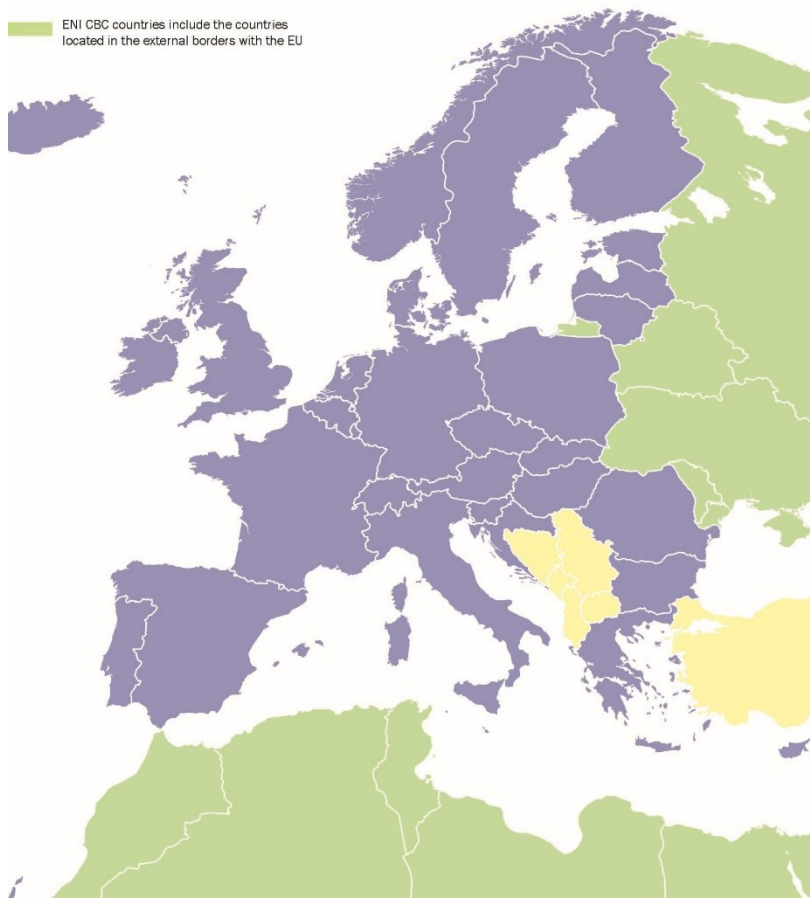 ENI CBC countries include the countries
located in the external borders with the EU